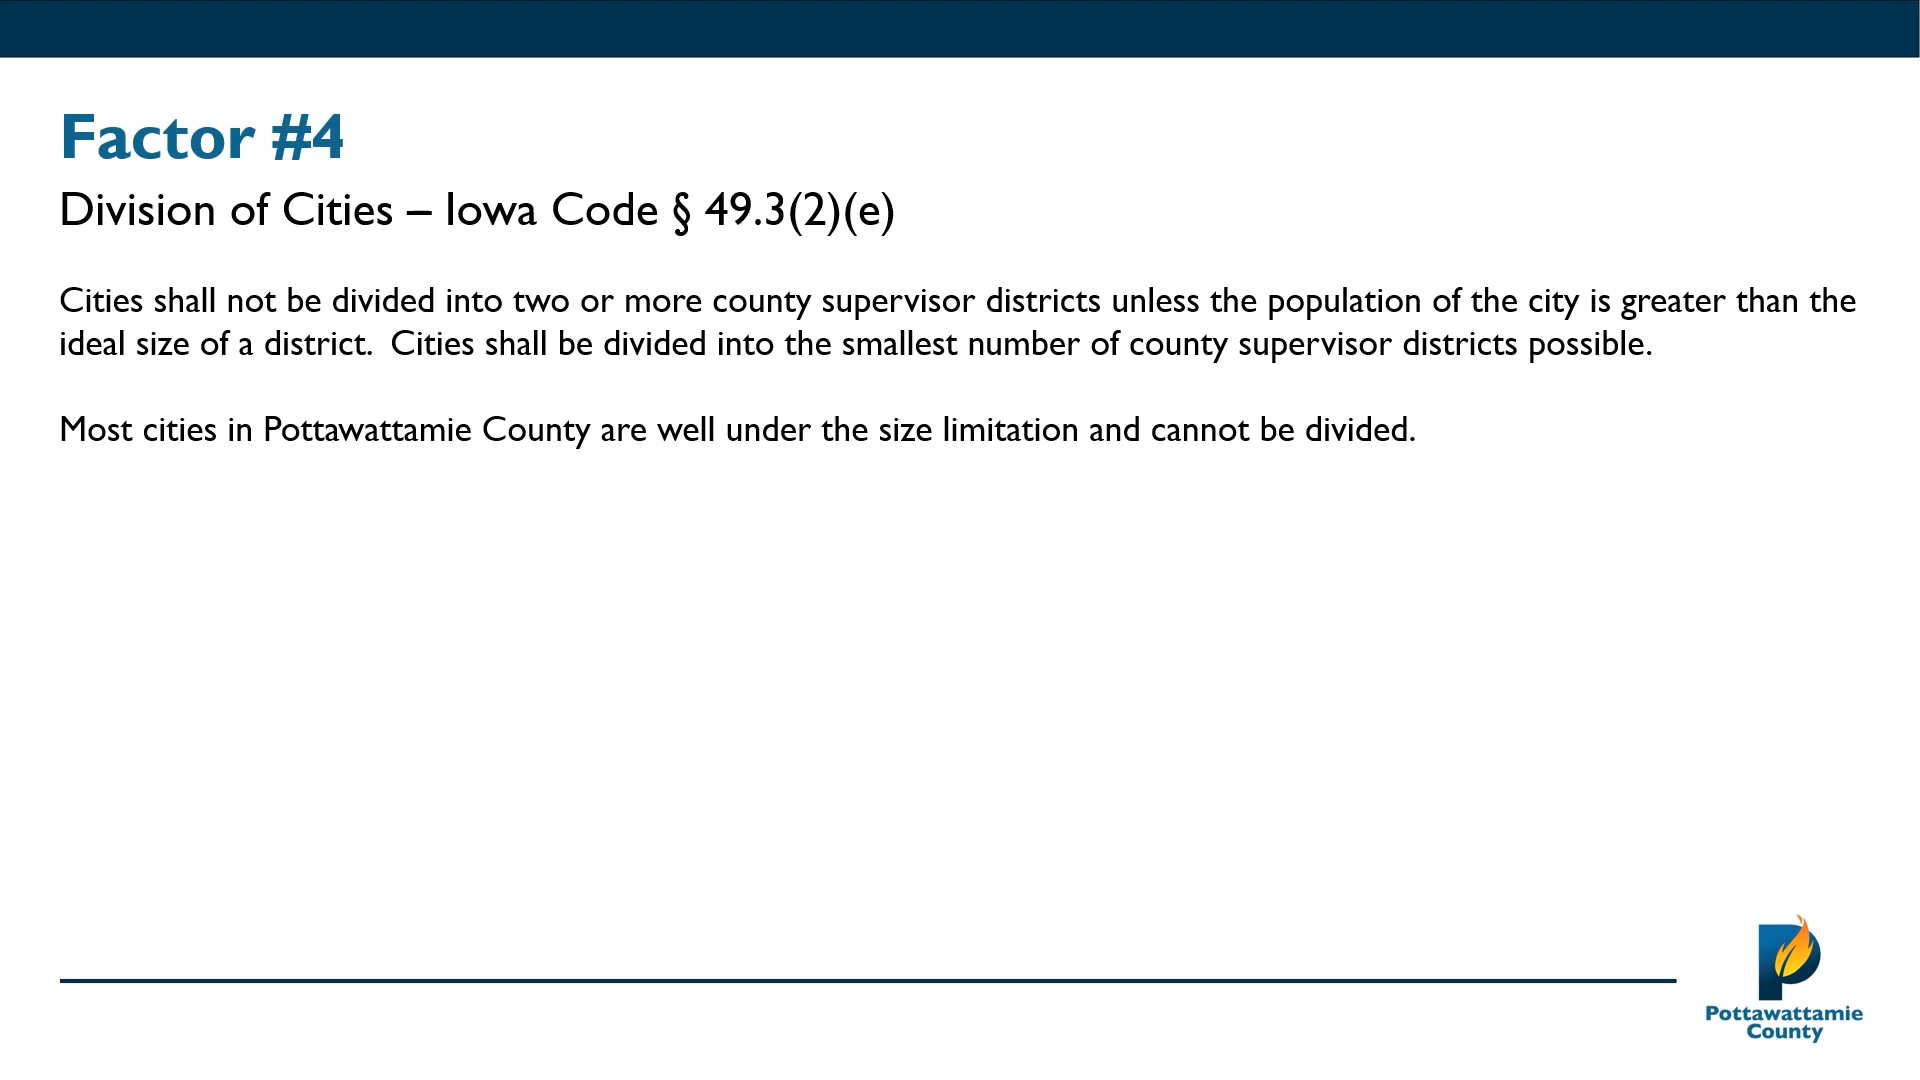 Factor #4
Division of Cities – Iowa Code § 49.3(2)(e)
Cities shall not be divided into two or more county supervisor districts unless the population of the city is greater than the
ideal size of a district.  Cities shall be divided into the smallest number of county supervisor districts possible.
Most cities in Pottawattamie County are well under the size limitation and cannot be divided.
Pottawattamie
County